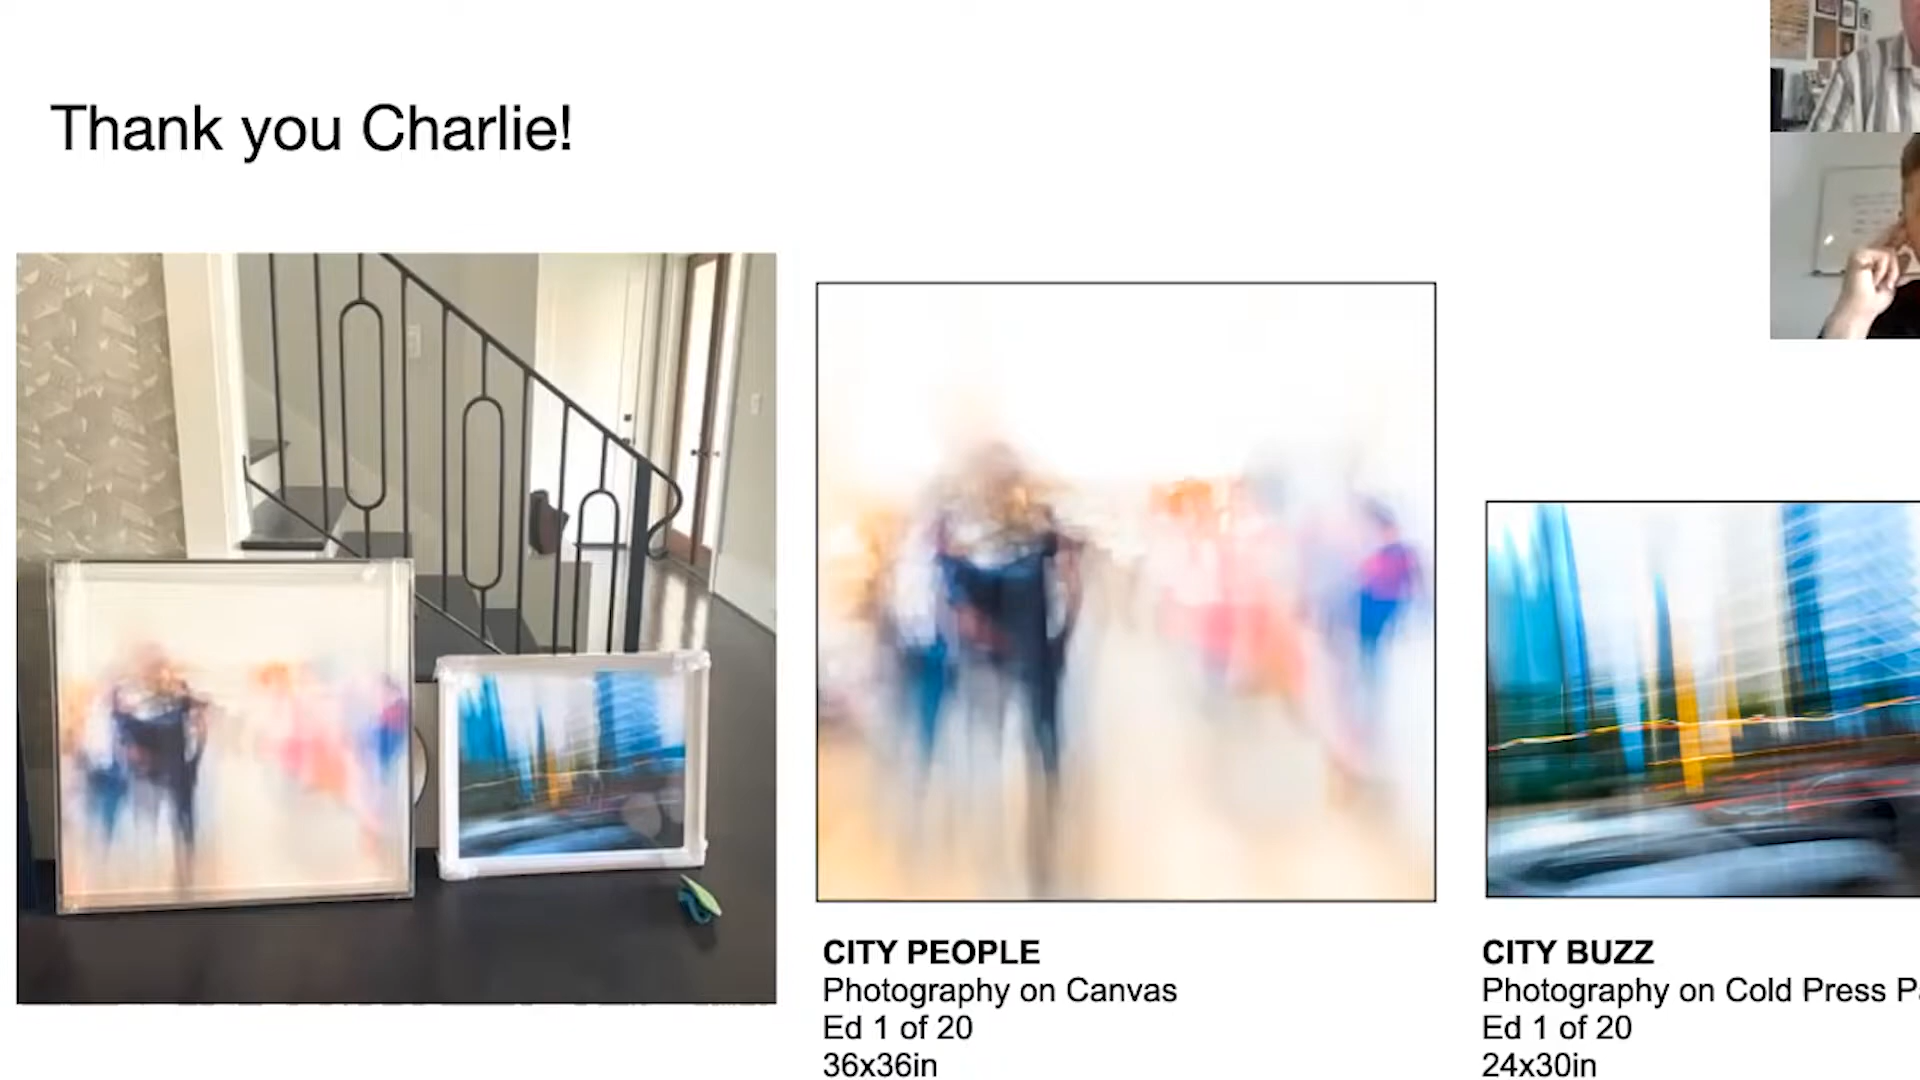 Thank you Charlie!
CITY PEOPLE
Photography on Canvas
Ed 1 of 20
36x36in
CITY BUZZ
Photography on Cold Press
Ed 1 of 20
24x30in